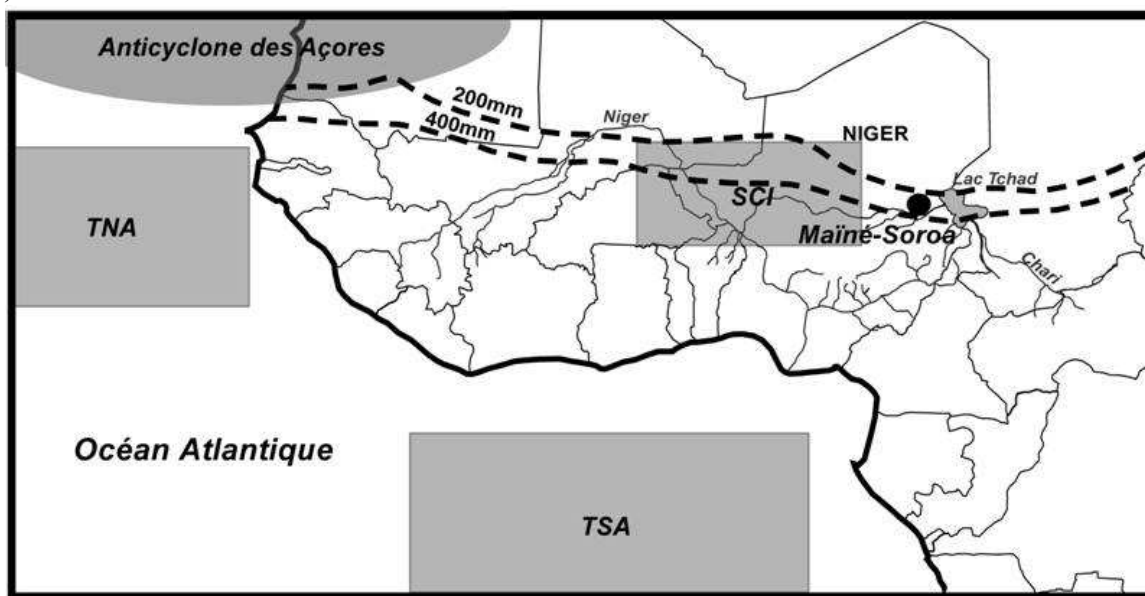 Anticyclone des Açores
200mm
400mm
Niger
NIGER
TNA
SCI
Lac Tchad
Maïné-Soroa
Chari
Océan Atlantique
TSA